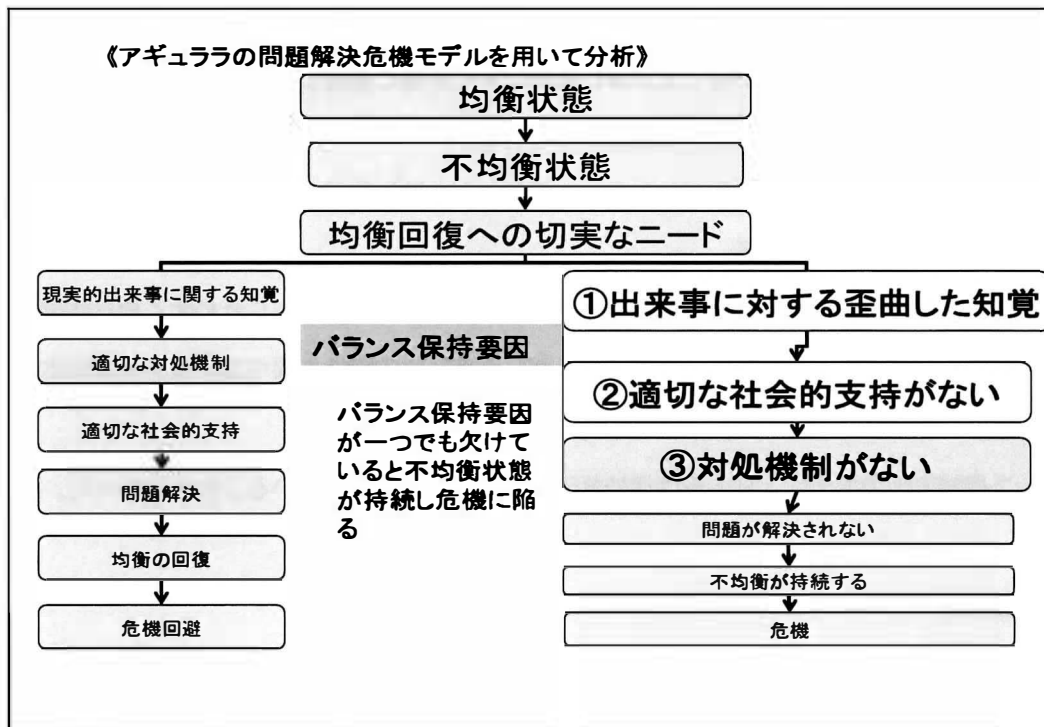 《アギュララの問題解決危機モデルを用いて分析》
均衡状態
不均衡状態
均衡回復への切実なニード
現実的出来事に関する知覚
適切な対処機制
適切な社会的支持
問題解決
均衡の回復
危機回避
バランス保持要因
バランス保持要因
が一つでも欠けて
いると不均衡状態
が持続し危機に陥
る
①出来事に対する歪曲した知覚
②適切な社会的支持がない
③対処機制がない
問題が解決されない
不均衡が持続する
危機